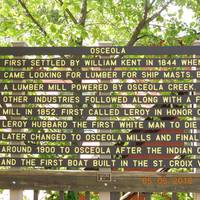 OSCEOLA
FIRST SETTLED BY WILLIAM KENT IN 1844 WHEN
CAME LOOKING FOR LUMBER FOR SHIP MASTS.
A LUMBER MILL POWERED BY OSCEOLA CREEK.
OTHER INDUSTRIES FOLLOWED ALONG WITH A F
MILL IN 1852. FIRST CALLED LEROY IN HONOR
LEROY HUBBARD THE FIRST WHITE MAN TO DIE
LATER CHANGED TO OSCEOLA MILLS AND FINAL
AROUND 1900 TO OSCEOLA AFTER THE INDIAN C
AND THE FIRST BOAT BUILT IN THE ST. CROIX V